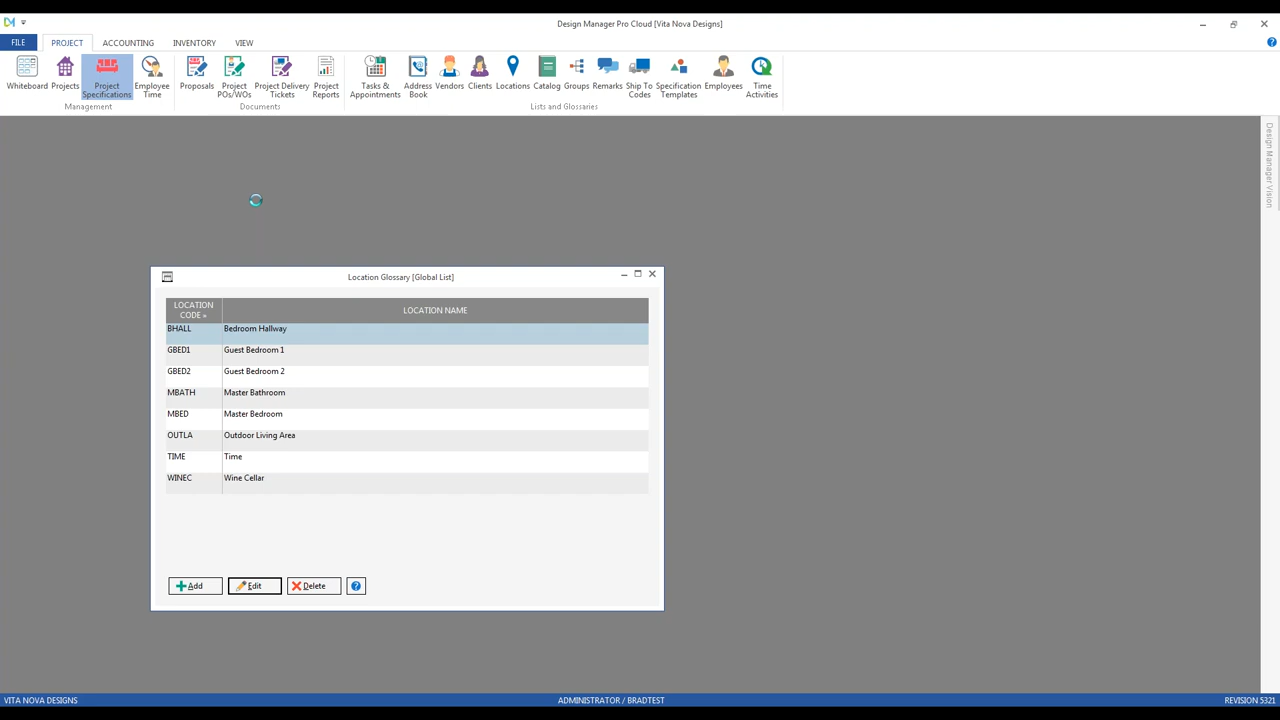 Design Manager Pro Cloud [Vita Nova Designs]
FILE PROJECT ACCOUNTING INVENTORY VIEW
Whiteboard Projects Project Specifications Employee Time Proposals Project POs/WOs Project Delivery Tickets Project Reports Tasks & Appointments Address Book Vendors Clients Locations Catalog Groups Remarks Ship To Codes Specification Templates Employees Time Activities
Management Documents Lists and Glossaries
Design Manager Vision
Location Glossary [Global List]
LOCATION CODE LOCATION NAME
BHALL Bedroom Hallway
GBED1 Guest Bedroom 1
GBED2 Guest Bedroom 2
MBATH Master Bathroom
MBED Master Bedroom
OUTLA Outdoor Living Area
TIME Time
WINEC Wine Cellar
Add Edit Delete ?
VITA NOVA DESIGNS ADMINISTRATOR / BRADTEST REVISION 5321